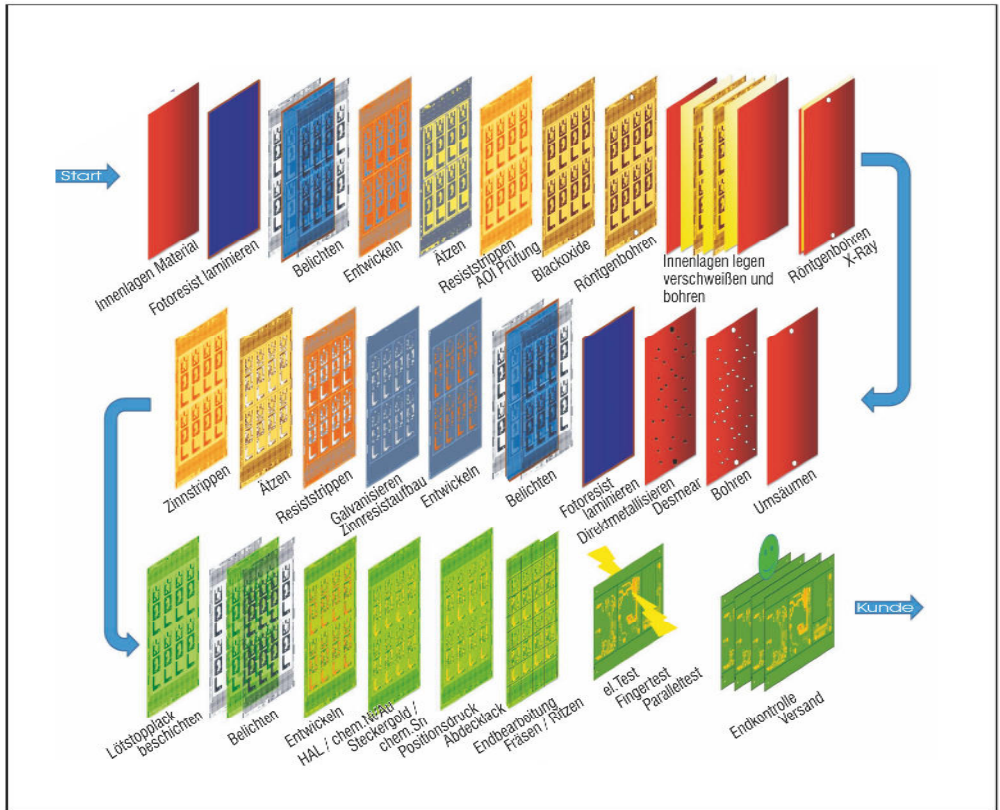 Start
Innenlagen Material
Fotoresist laminieren
Belichten
Entwickeln
Ätzen
Resiststrippen
AOI Prüfung
Blackoxide
Röntgenbohren
Innenlagen legen
verschweißen und
bohren
Röntgenbohren
X-Ray
Zinnstrippen
Ätzen
Resiststrippen
Galvanisieren
Zinnresistaufbau
Entwickeln
Belichten
Fotoresist
laminieren
Direktmetallisieren
Desmear
Bohren
Umsäumen
Lötstopplack
beschichten
Belichten
Entwickeln
HAL / chem.Ni/Au
Steckergold /
chem.Sn
Positionsdruck
Abdecklack
Endbearboitung
Fräsen / Ritzen
el.Test
Fingertest
Paralleltest
Endkontrolle
Versand
Kunde